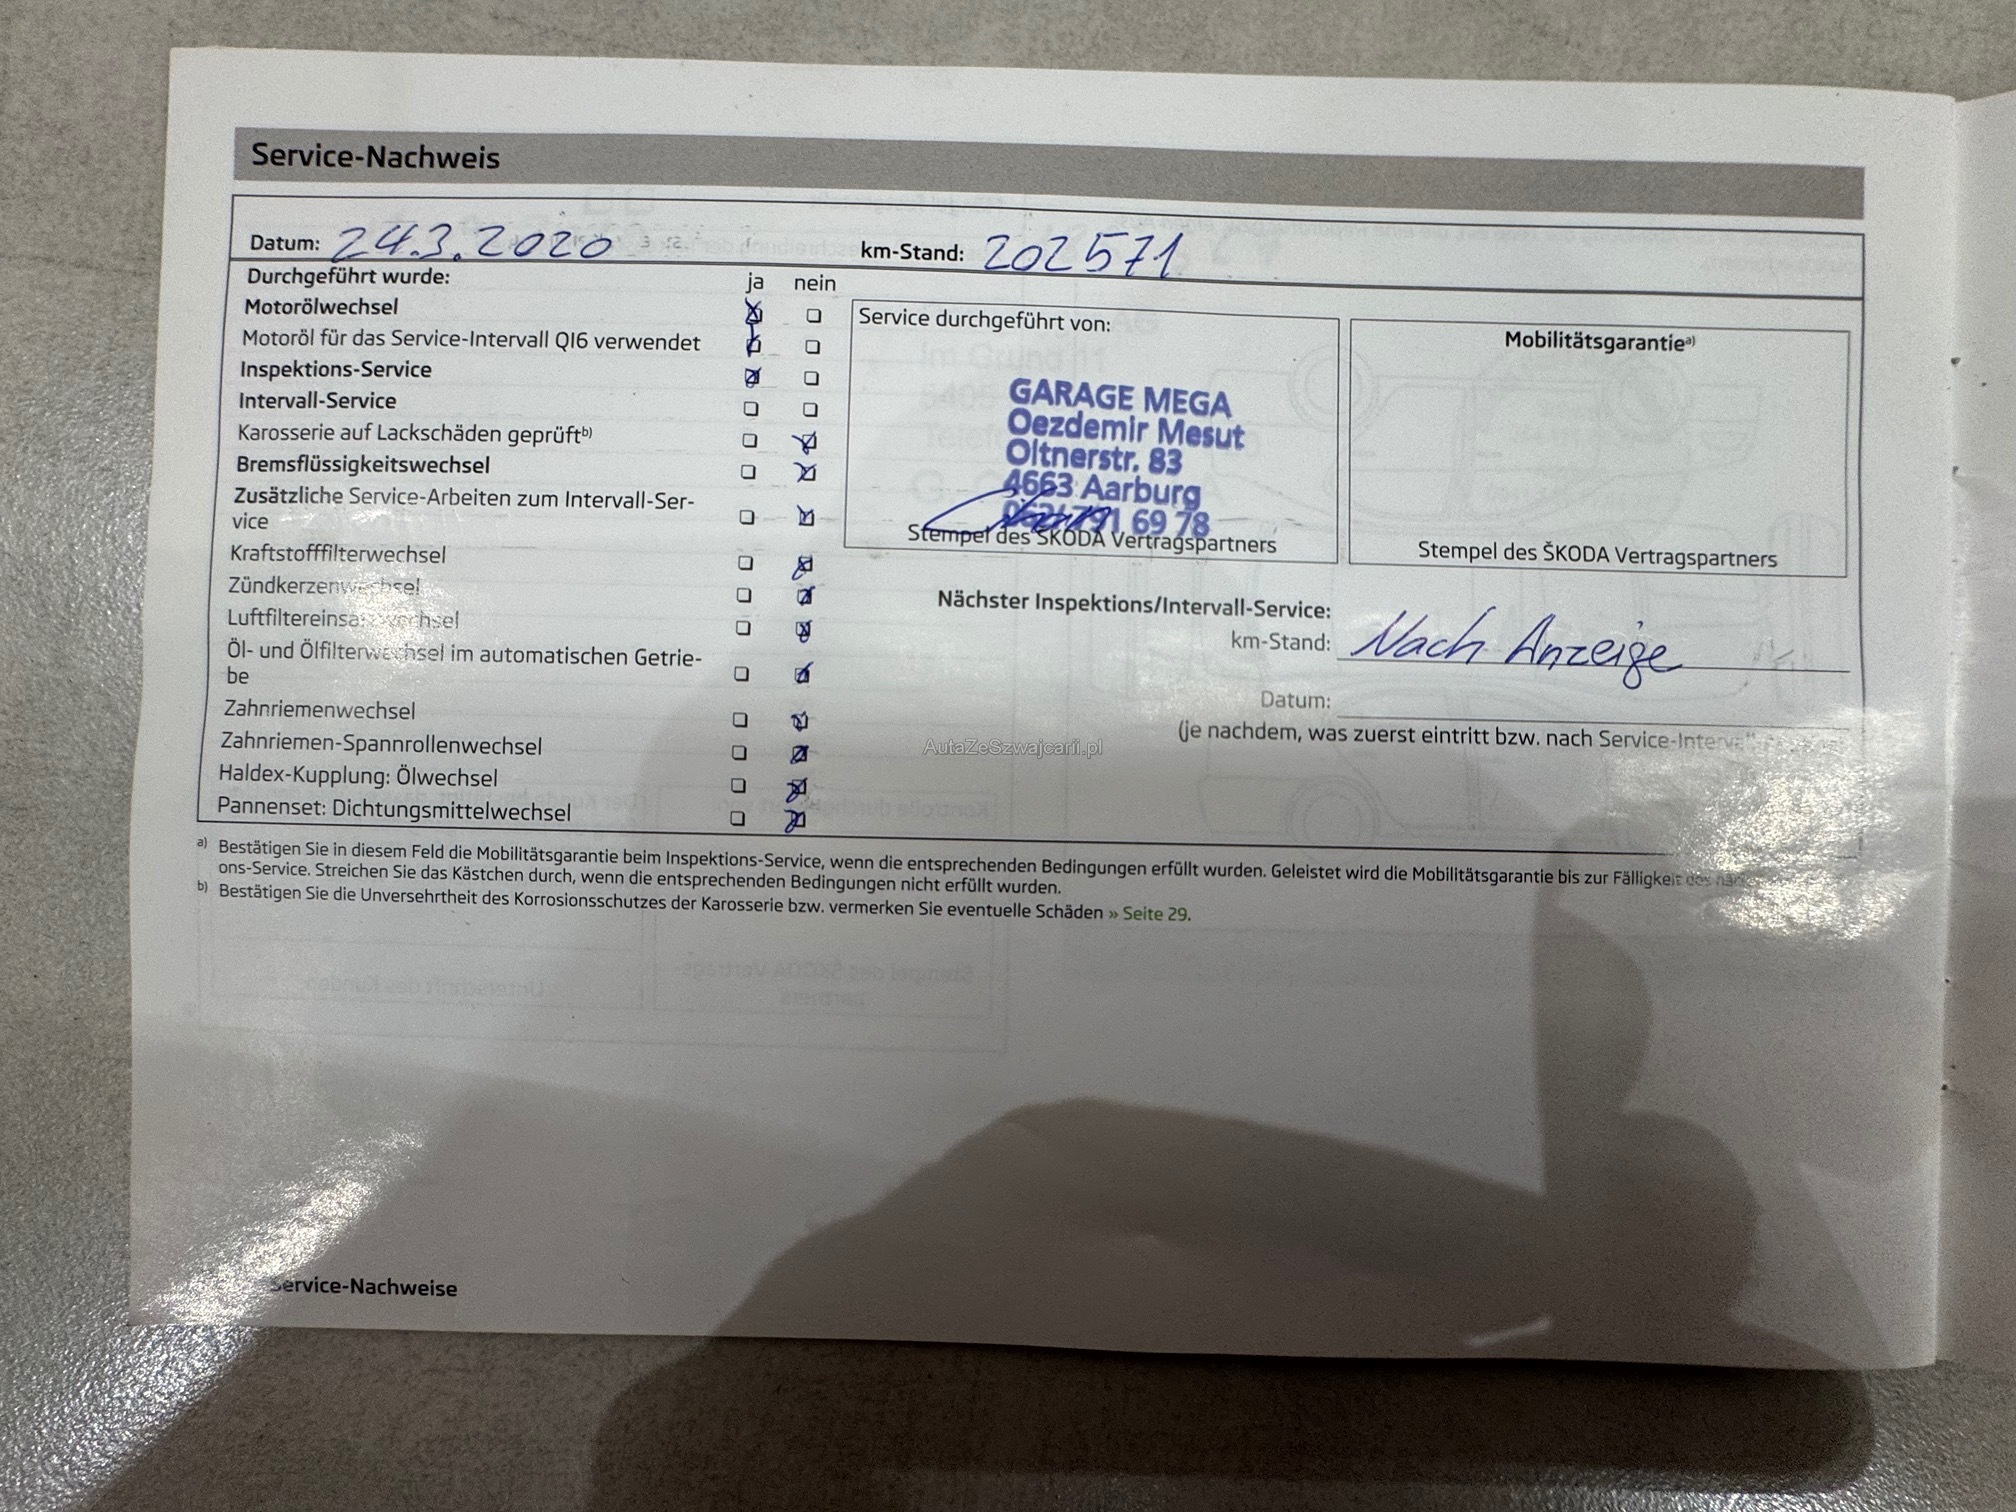 Service-Nachweis
Datum: 24.3.2020 km-Stand: 202571
Durchgeführt wurde: ja nein
Motorölwechsel
Motoröl für das Service-Intervall QI6 verwendet
Inspektions-Service
Intervall-Service
Karosserie auf Lackschäden geprüft b)
Bremsflüssigkeitswechsel
Zusätzliche Service-Arbeiten zum Intervall-Ser-
vice
Kraftstofffilterwechsel
Zündkerzenwechsel
Luftfiltereinsatzwechsel
Öl- und Ölfilterwechsel im automatischen Getrie-
be
Zahnriemenwechsel
Zahnriemen-Spannrollenwechsel
Haldex-Kupplung: Ölwechsel
Pannenset: Dichtungsmittelwechsel
Service durchgeführt von:
GARAGE MEGA
Oezdemir Mesut
Oltnerstr. 83
4663 Aarburg
062 791 69 78
Stempel des ŠKODA Vertragspartners
Mobilitätsgarantie a)
Stempel des ŠKODA Vertragspartners
Nächster Inspektions/Intervall-Service:
km-Stand: Nach Anzeige
Datum:
(je nachdem, was zuerst eintritt bzw. nach Service-Interva
AutaZeSzwajcarii.pl
a) Bestätigen Sie in diesem Feld die Mobilitätsgarantie beim Inspektions-Service, wenn die entsprechenden Bedingungen erfüllt wurden. Geleistet wird die Mobilitätsgarantie bis zur Fälligkeit des
ons-Service. Streichen Sie das Kästchen durch, wenn die entsprechenden Bedingungen nicht erfüllt wurden.
b) Bestätigen Sie die Unversehrtheit des Korrosionsschutzes der Karosserie bzw. vermerken Sie eventuelle Schäden » Seite 29.
Service-Nachweise